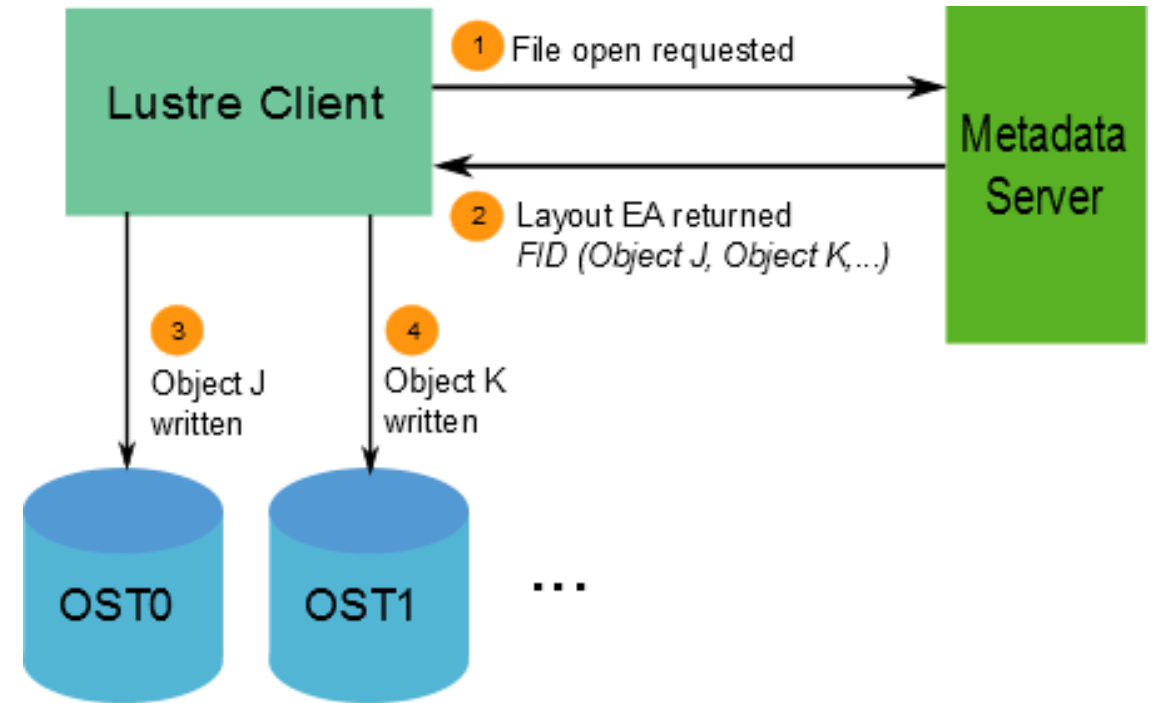 Lustre Client
1
File open requested
Metadata
Server
2
Layout EA returned
FID (Object J, Object K,...)
3
Object J
written
4
Object K
written
OST0
OST1
...